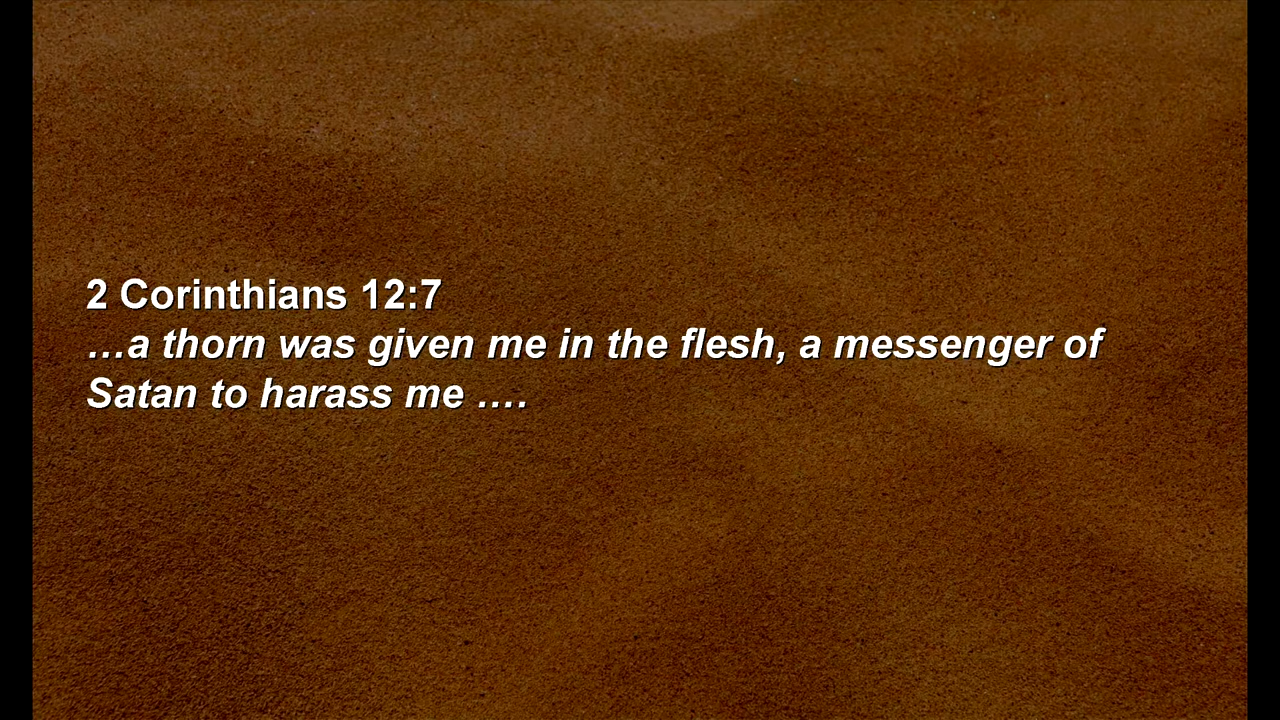 2 Corinthians 12:7
…a thorn was given me in the flesh, a messenger of
Satan to harass me ….